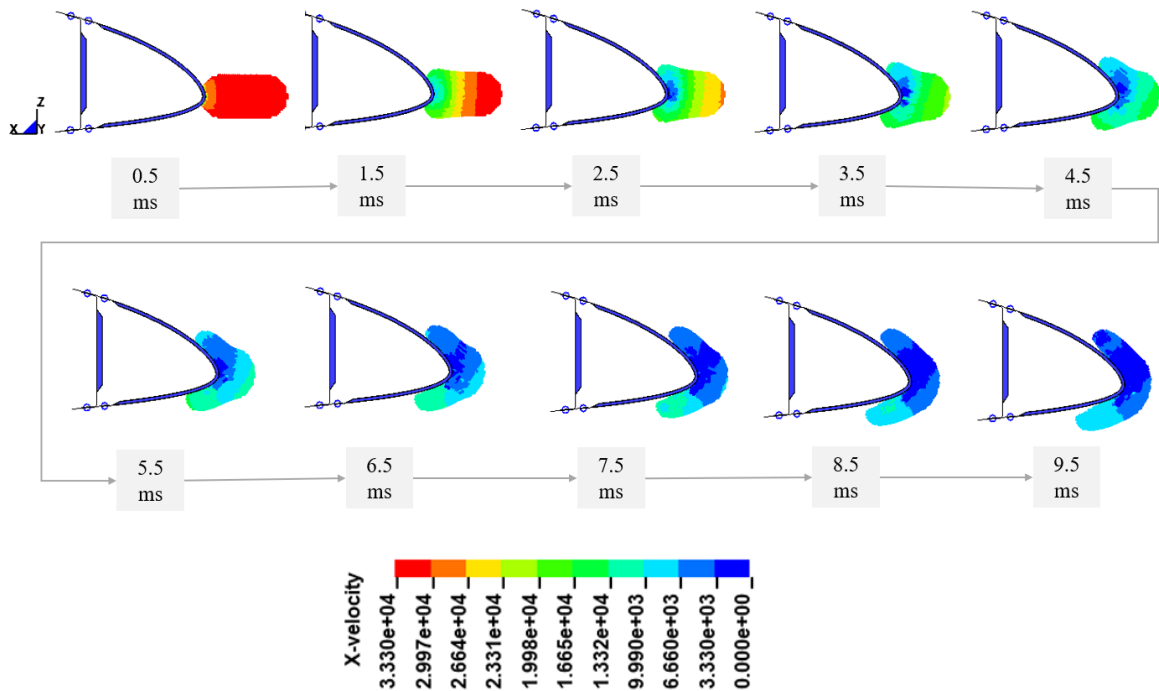 Z
X Y
0.5
ms
1.5
ms
2.5
ms
3.5
ms
4.5
ms
5.5
ms
6.5
ms
7.5
ms
8.5
ms
9.5
ms
X-velocity
3.330e+04
2.997e+04
2.664e+04
2.331e+04
1.998e+04
1.665e+04
1.332e+04
9.990e+03
6.660e+03
3.330e+03
0.000e+00